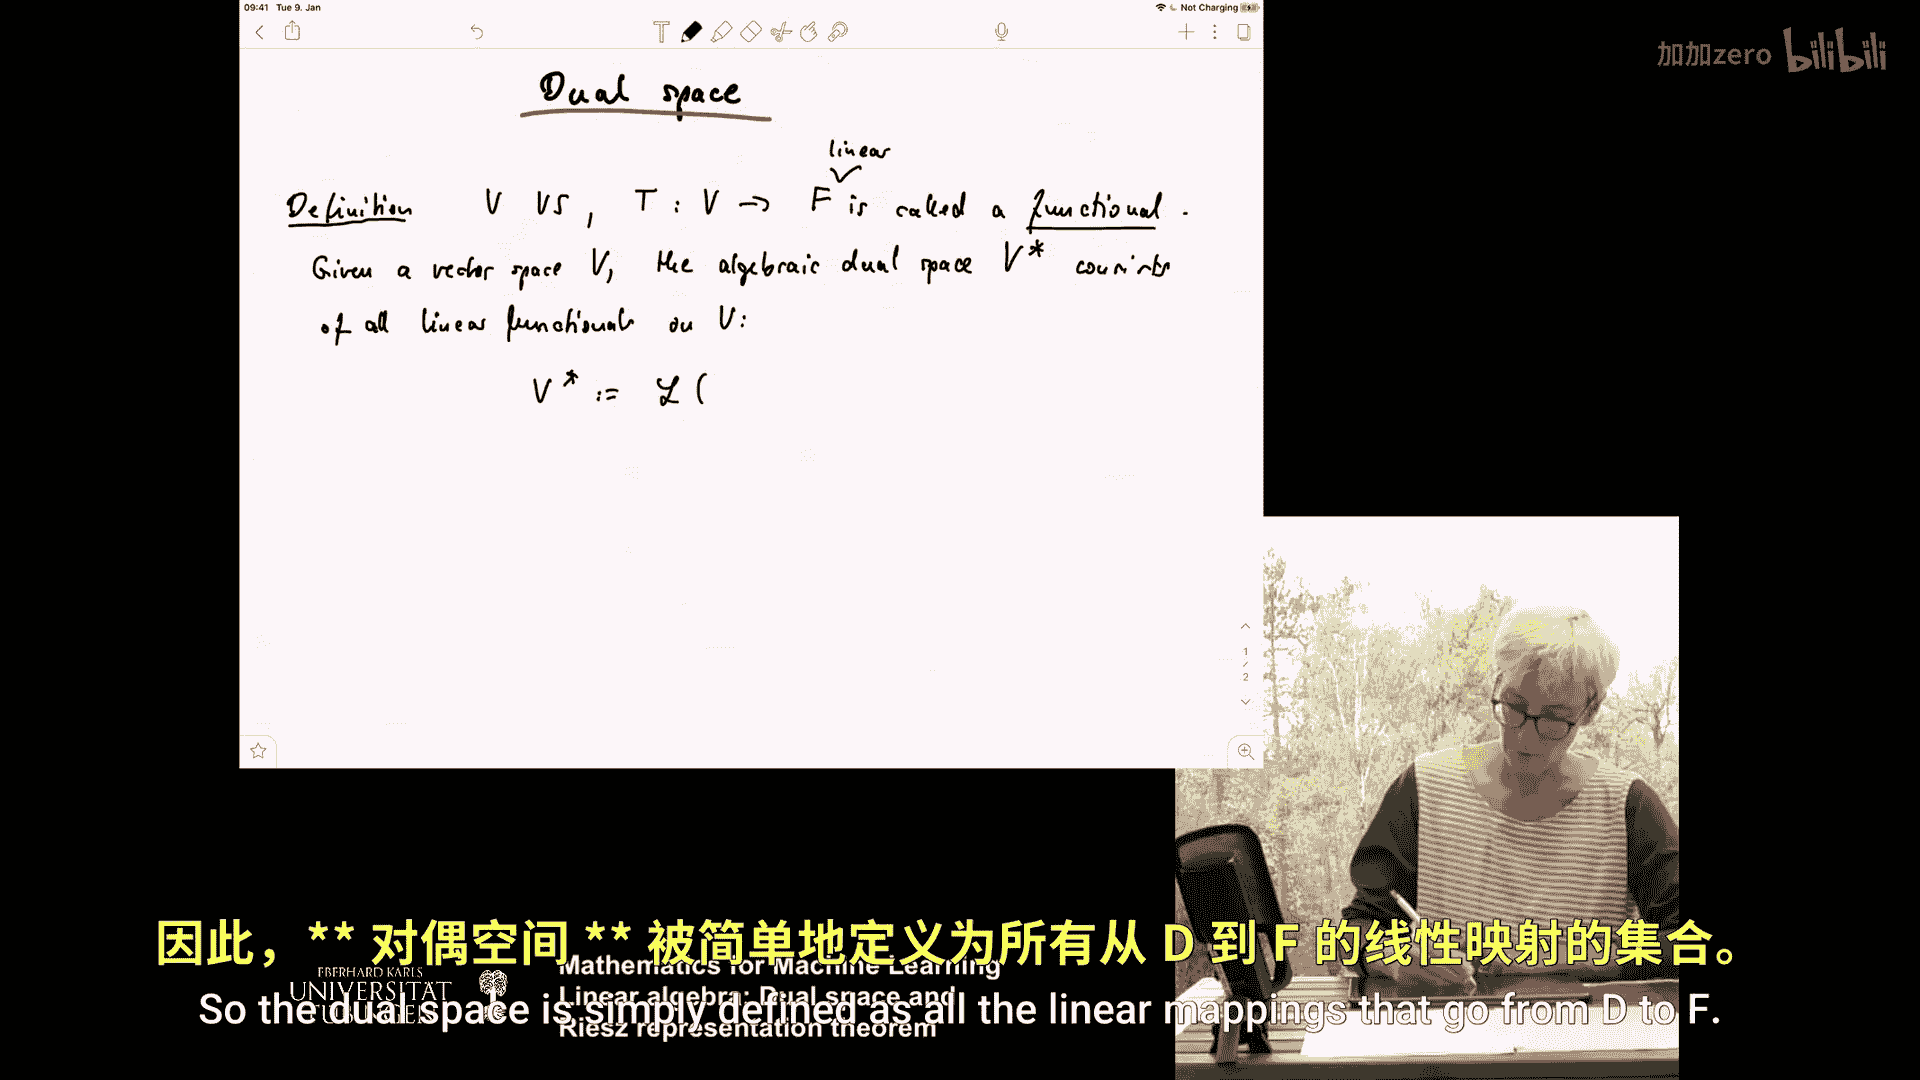 09:41 Tue 9. Jan
Not Charging
加加zero bilibili
Dual space
linear
Definition V VS, T : V → F is called a functional.
Given a vector space V, the algebraic dual space V* consists
of all linear functionals on V:
V* := ℒ (
1
/
2
因此，** 对偶空间 ** 被简单地定义为所有从 D 到 F 的线性映射的集合。
EBERHARD KARLS
UNIVERSITÄT
TÜBINGEN
Mathematics for Machine Learning
Linear algebra: Dual space and
Riesz representation theorem
So the dual space is simply defined as all the linear mappings that go from D to F.